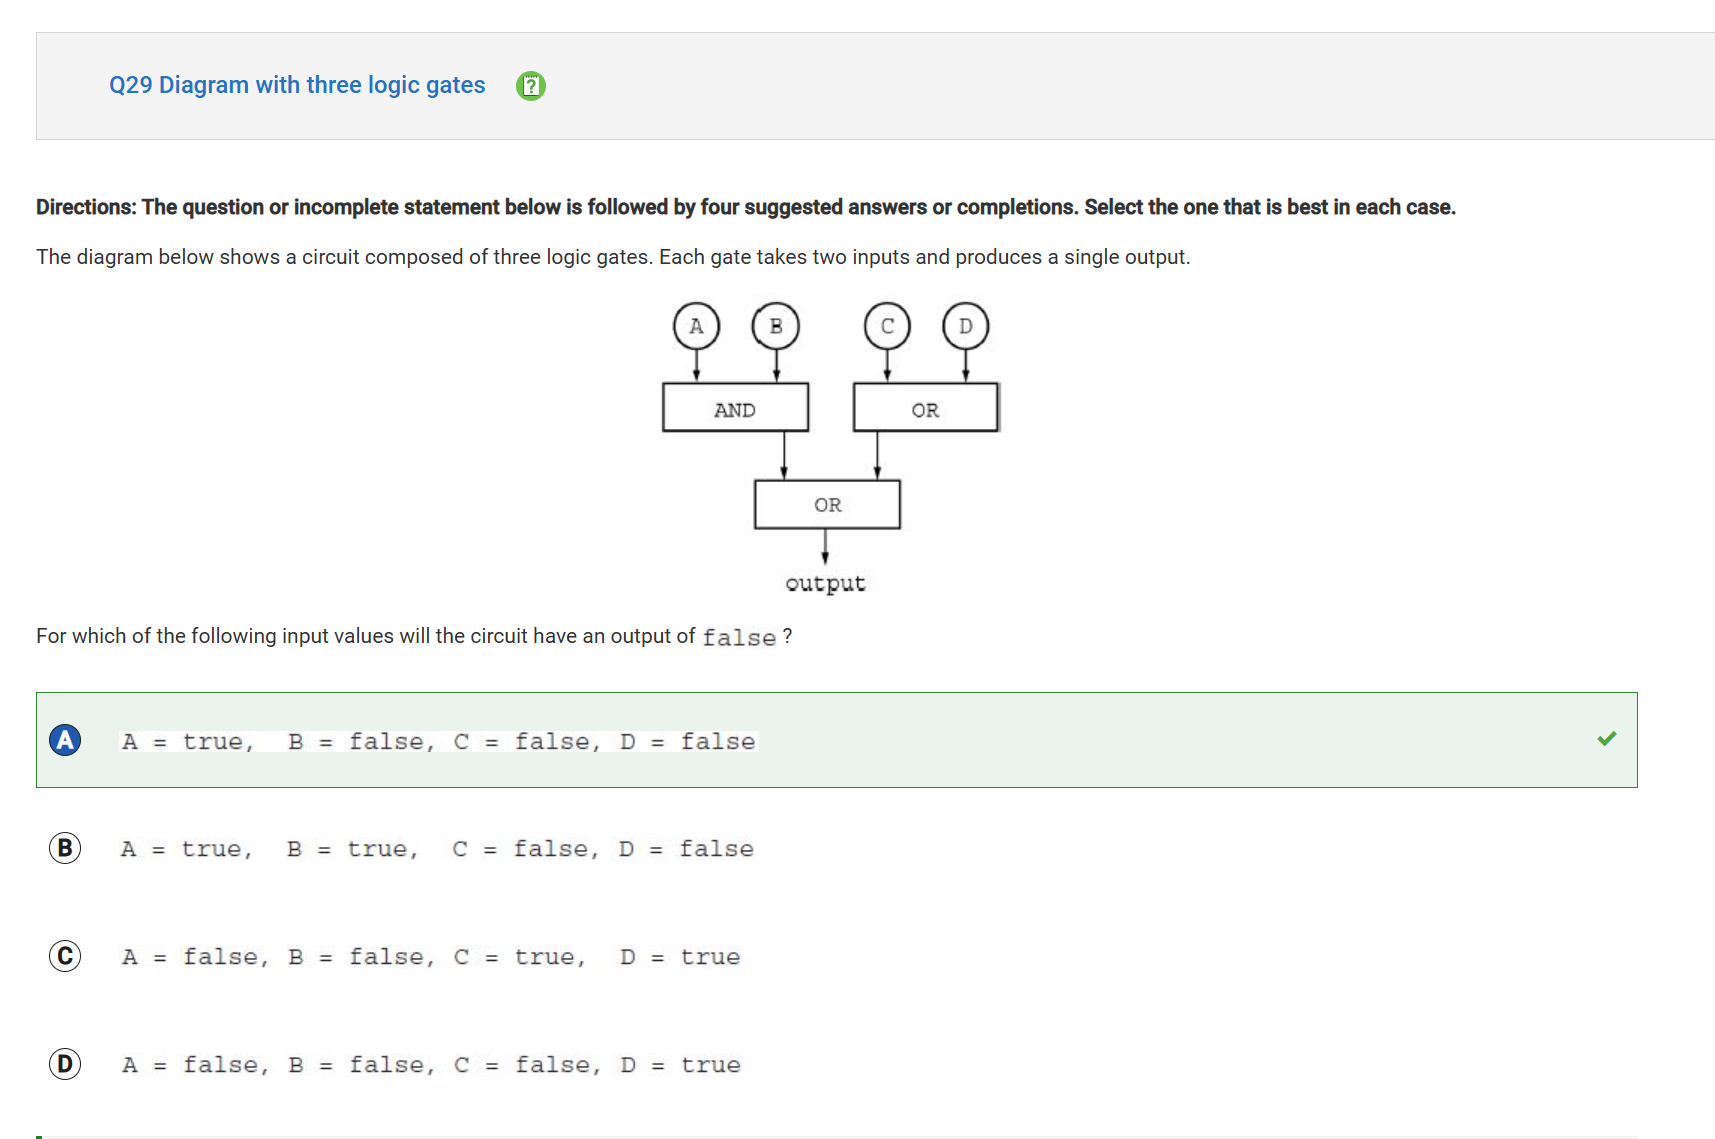 Q29 Diagram with three logic gates
Directions: The question or incomplete statement below is followed by four suggested answers or completions. Select the one that is best in each case.
The diagram below shows a circuit composed of three logic gates. Each gate takes two inputs and produces a single output.
A B C D
AND OR
OR
output
For which of the following input values will the circuit have an output of false ?
A A = true, B = false, C = false, D = false
B A = true, B = true, C = false, D = false
C A = false, B = false, C = true, D = true
D A = false, B = false, C = false, D = true